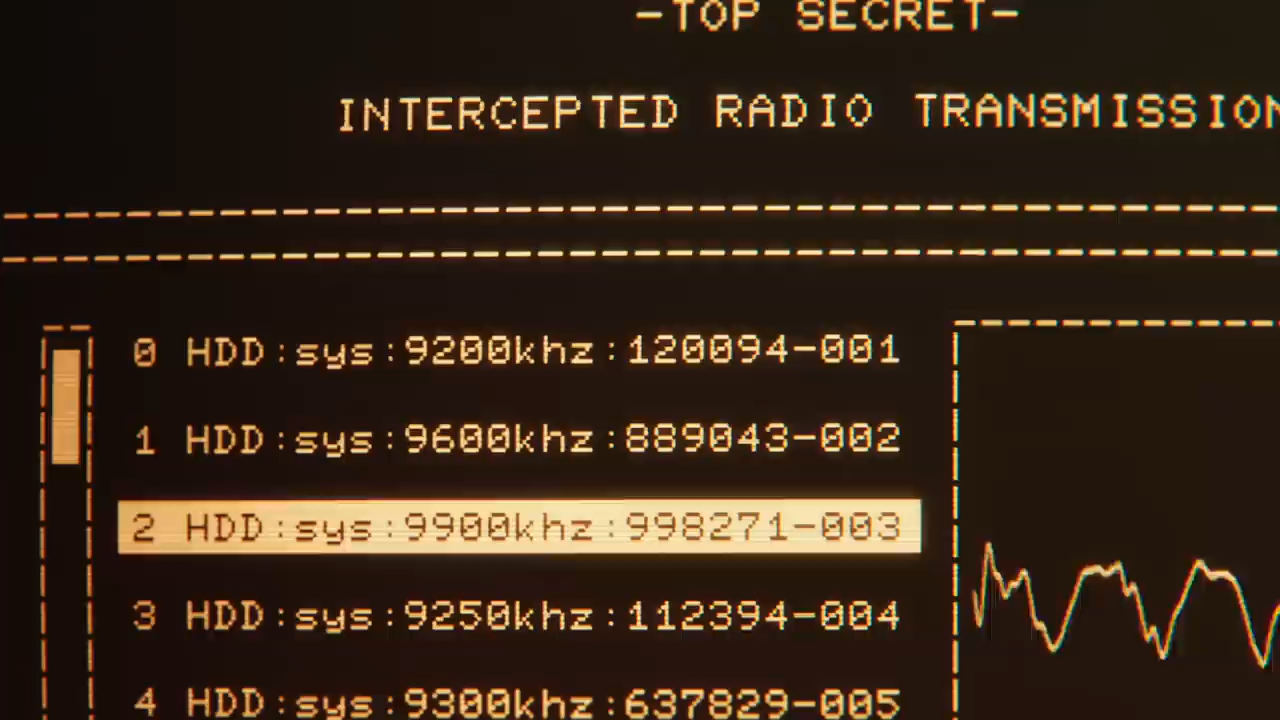 -TOP SECRET-
INTERCEPTED RADIO TRANSMISSION
0 HDD:sys:9200khz:120094-001
1 HDD:sys:9600khz:889043-002
2 HDD:sys:9900khz:998271-003
3 HDD:sys:9250khz:112394-004
4 HDD:sys:9300khz:637829-005